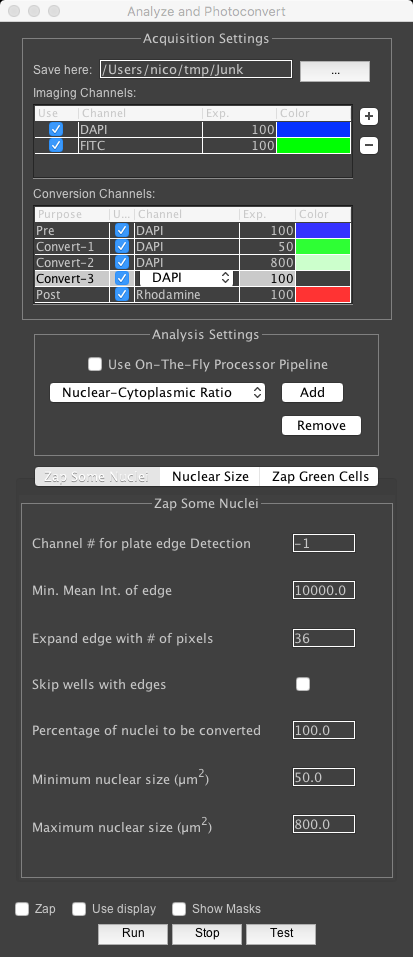 Analyze and Photoconvert
Acquisition Settings
Save here: /Users/nico/tmp/Junk ...
Imaging Channels:
Use Channel Exp. Color
DAPI 100
FITC 100
+
−
Conversion Channels:
Purpose U... Channel Exp. Color
Pre DAPI 100
Convert-1 DAPI 50
Convert-2 DAPI 800
Convert-3 DAPI 100
Post Rhodamine 100
Analysis Settings
Use On-The-Fly Processor Pipeline
Nuclear-Cytoplasmic Ratio Add
Remove
Zap Some Nuclei Nuclear Size Zap Green Cells
Zap Some Nuclei
Channel # for plate edge Detection -1
Min. Mean Int. of edge 10000.0
Expand edge with # of pixels 36
Skip wells with edges
Percentage of nuclei to be converted 100.0
Minimum nuclear size (µm²) 50.0
Maximum nuclear size (µm²) 800.0
Zap Use display Show Masks
Run Stop Test